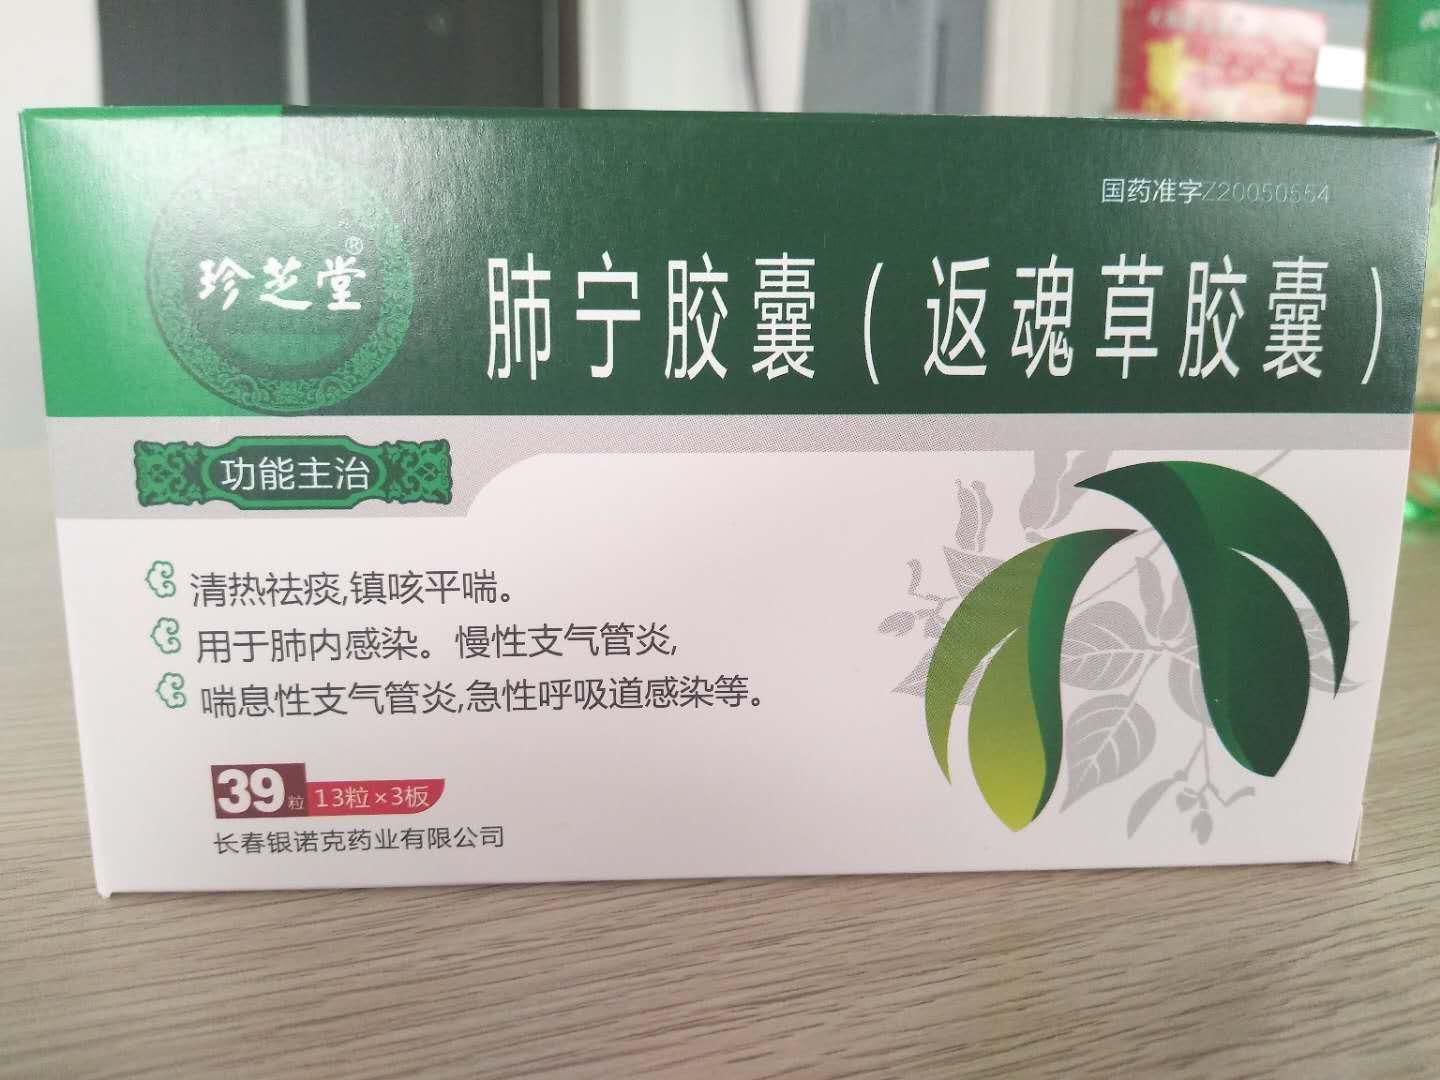 国药准字Z20050554
珍芝堂®
肺宁胶囊(返魂草胶囊)
功能主治
清热祛痰,镇咳平喘。
用于肺内感染。慢性支气管炎,
喘息性支气管炎,急性呼吸道感染等。
39粒 13粒×3板
长春银诺克药业有限公司